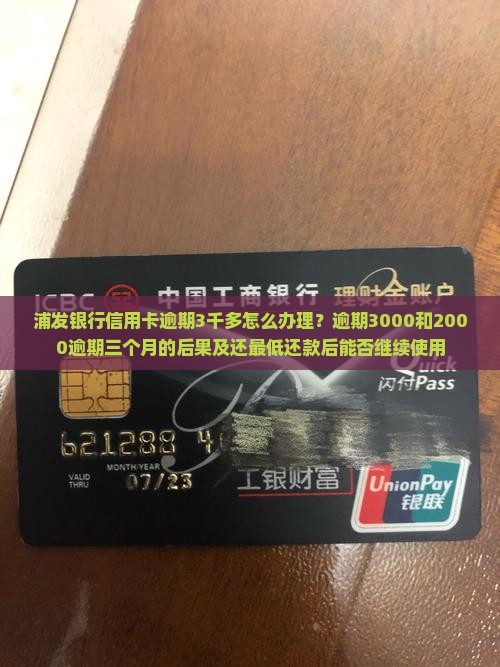 ICBC 中国工商银行 理财金账户
浦发银行信用卡逾期3千多怎么办理？逾期3000和200
0逾期三个月的后果及还最低还款后能否继续使用
Quick
闪付Pass
621288 4
MONTH/YEAR
VALID
THRU
07/23
工银财富
UnionPay
银联